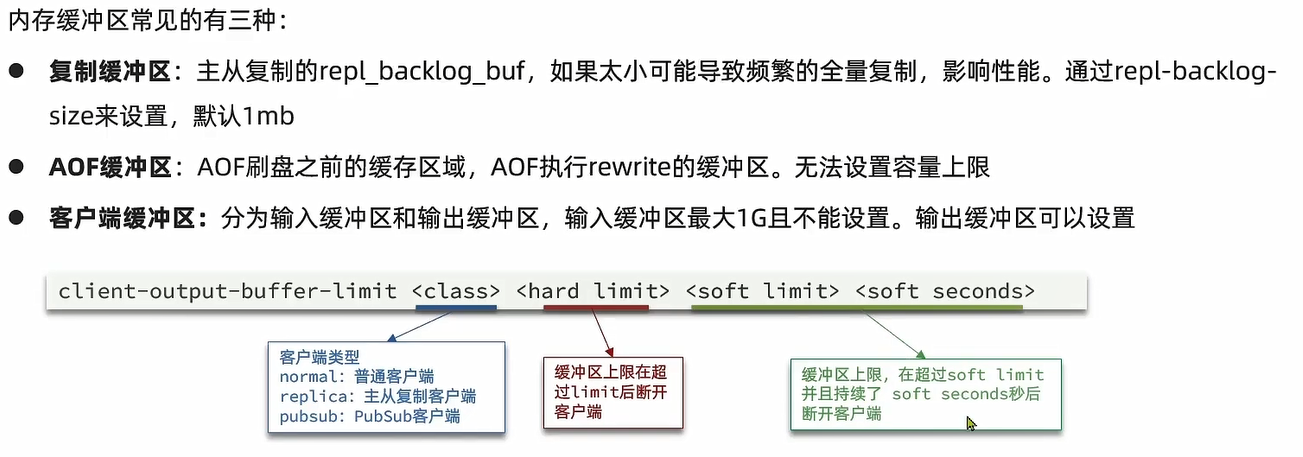 内存缓冲区常见的有三种：
● 复制缓冲区：主从复制的repl_backlog_buf，如果太小可能导致频繁的全量复制，影响性能。通过repl-backlog-
size来设置，默认1mb
● AOF缓冲区：AOF刷盘之前的缓存区域，AOF执行rewrite的缓冲区。无法设置容量上限
● 客户端缓冲区：分为输入缓冲区和输出缓冲区，输入缓冲区最大1G且不能设置。输出缓冲区可以设置
client-output-buffer-limit <class> <hard limit> <soft limit> <soft seconds>
客户端类型
normal：普通客户端
replica：主从复制客户端
pubsub：PubSub客户端
缓冲区上限在超
过limit后断开
客户端
缓冲区上限，在超过soft limit
并且持续了 soft seconds秒后
断开客户端